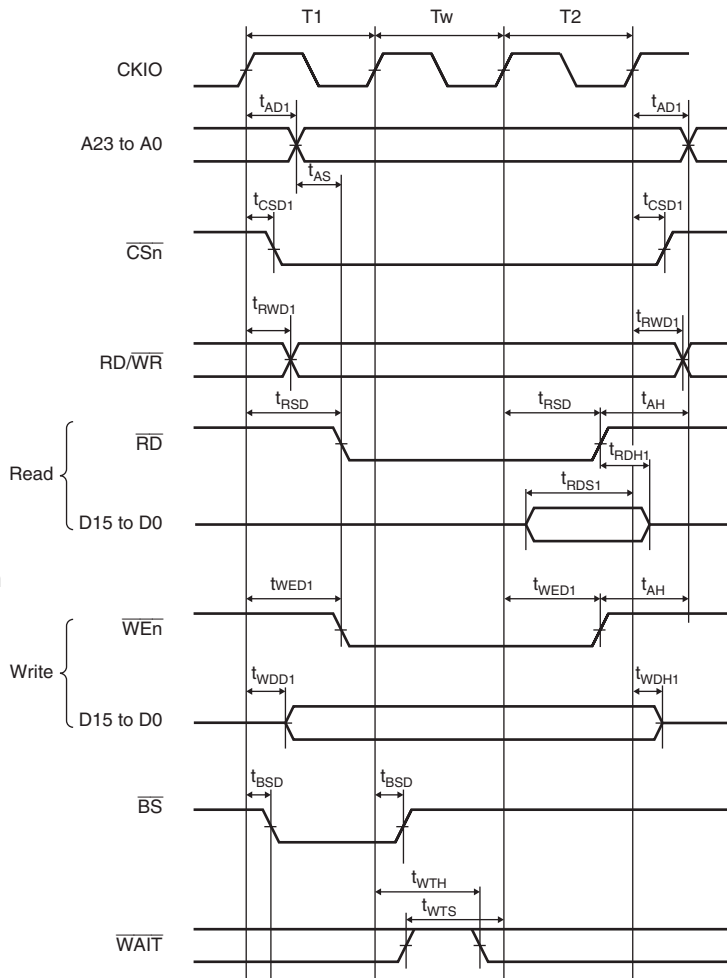 T1 Tw T2
CKIO
tAD1 tAD1
A23 to A0
tAS
tCSD1 tCSD1
CSn
tRWD1 tRWD1
RD/WR
tRSD tRSD tAH
RD
tRDH1
Read
tRDS1
D15 to D0
tWED1 tWED1 tAH
WEn
Write
tWDD1 tWDH1
D15 to D0
tBSD tBSD
BS
tWTH
tWTS
WAIT